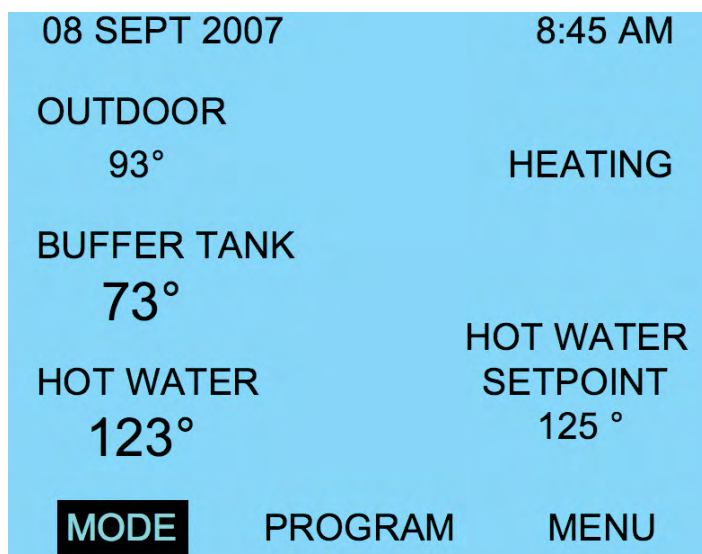 08 SEPT 2007 8:45 AM
OUTDOOR
93° HEATING
BUFFER TANK
73°
HOT WATER
HOT WATER SETPOINT
123° 125 °
MODE PROGRAM MENU